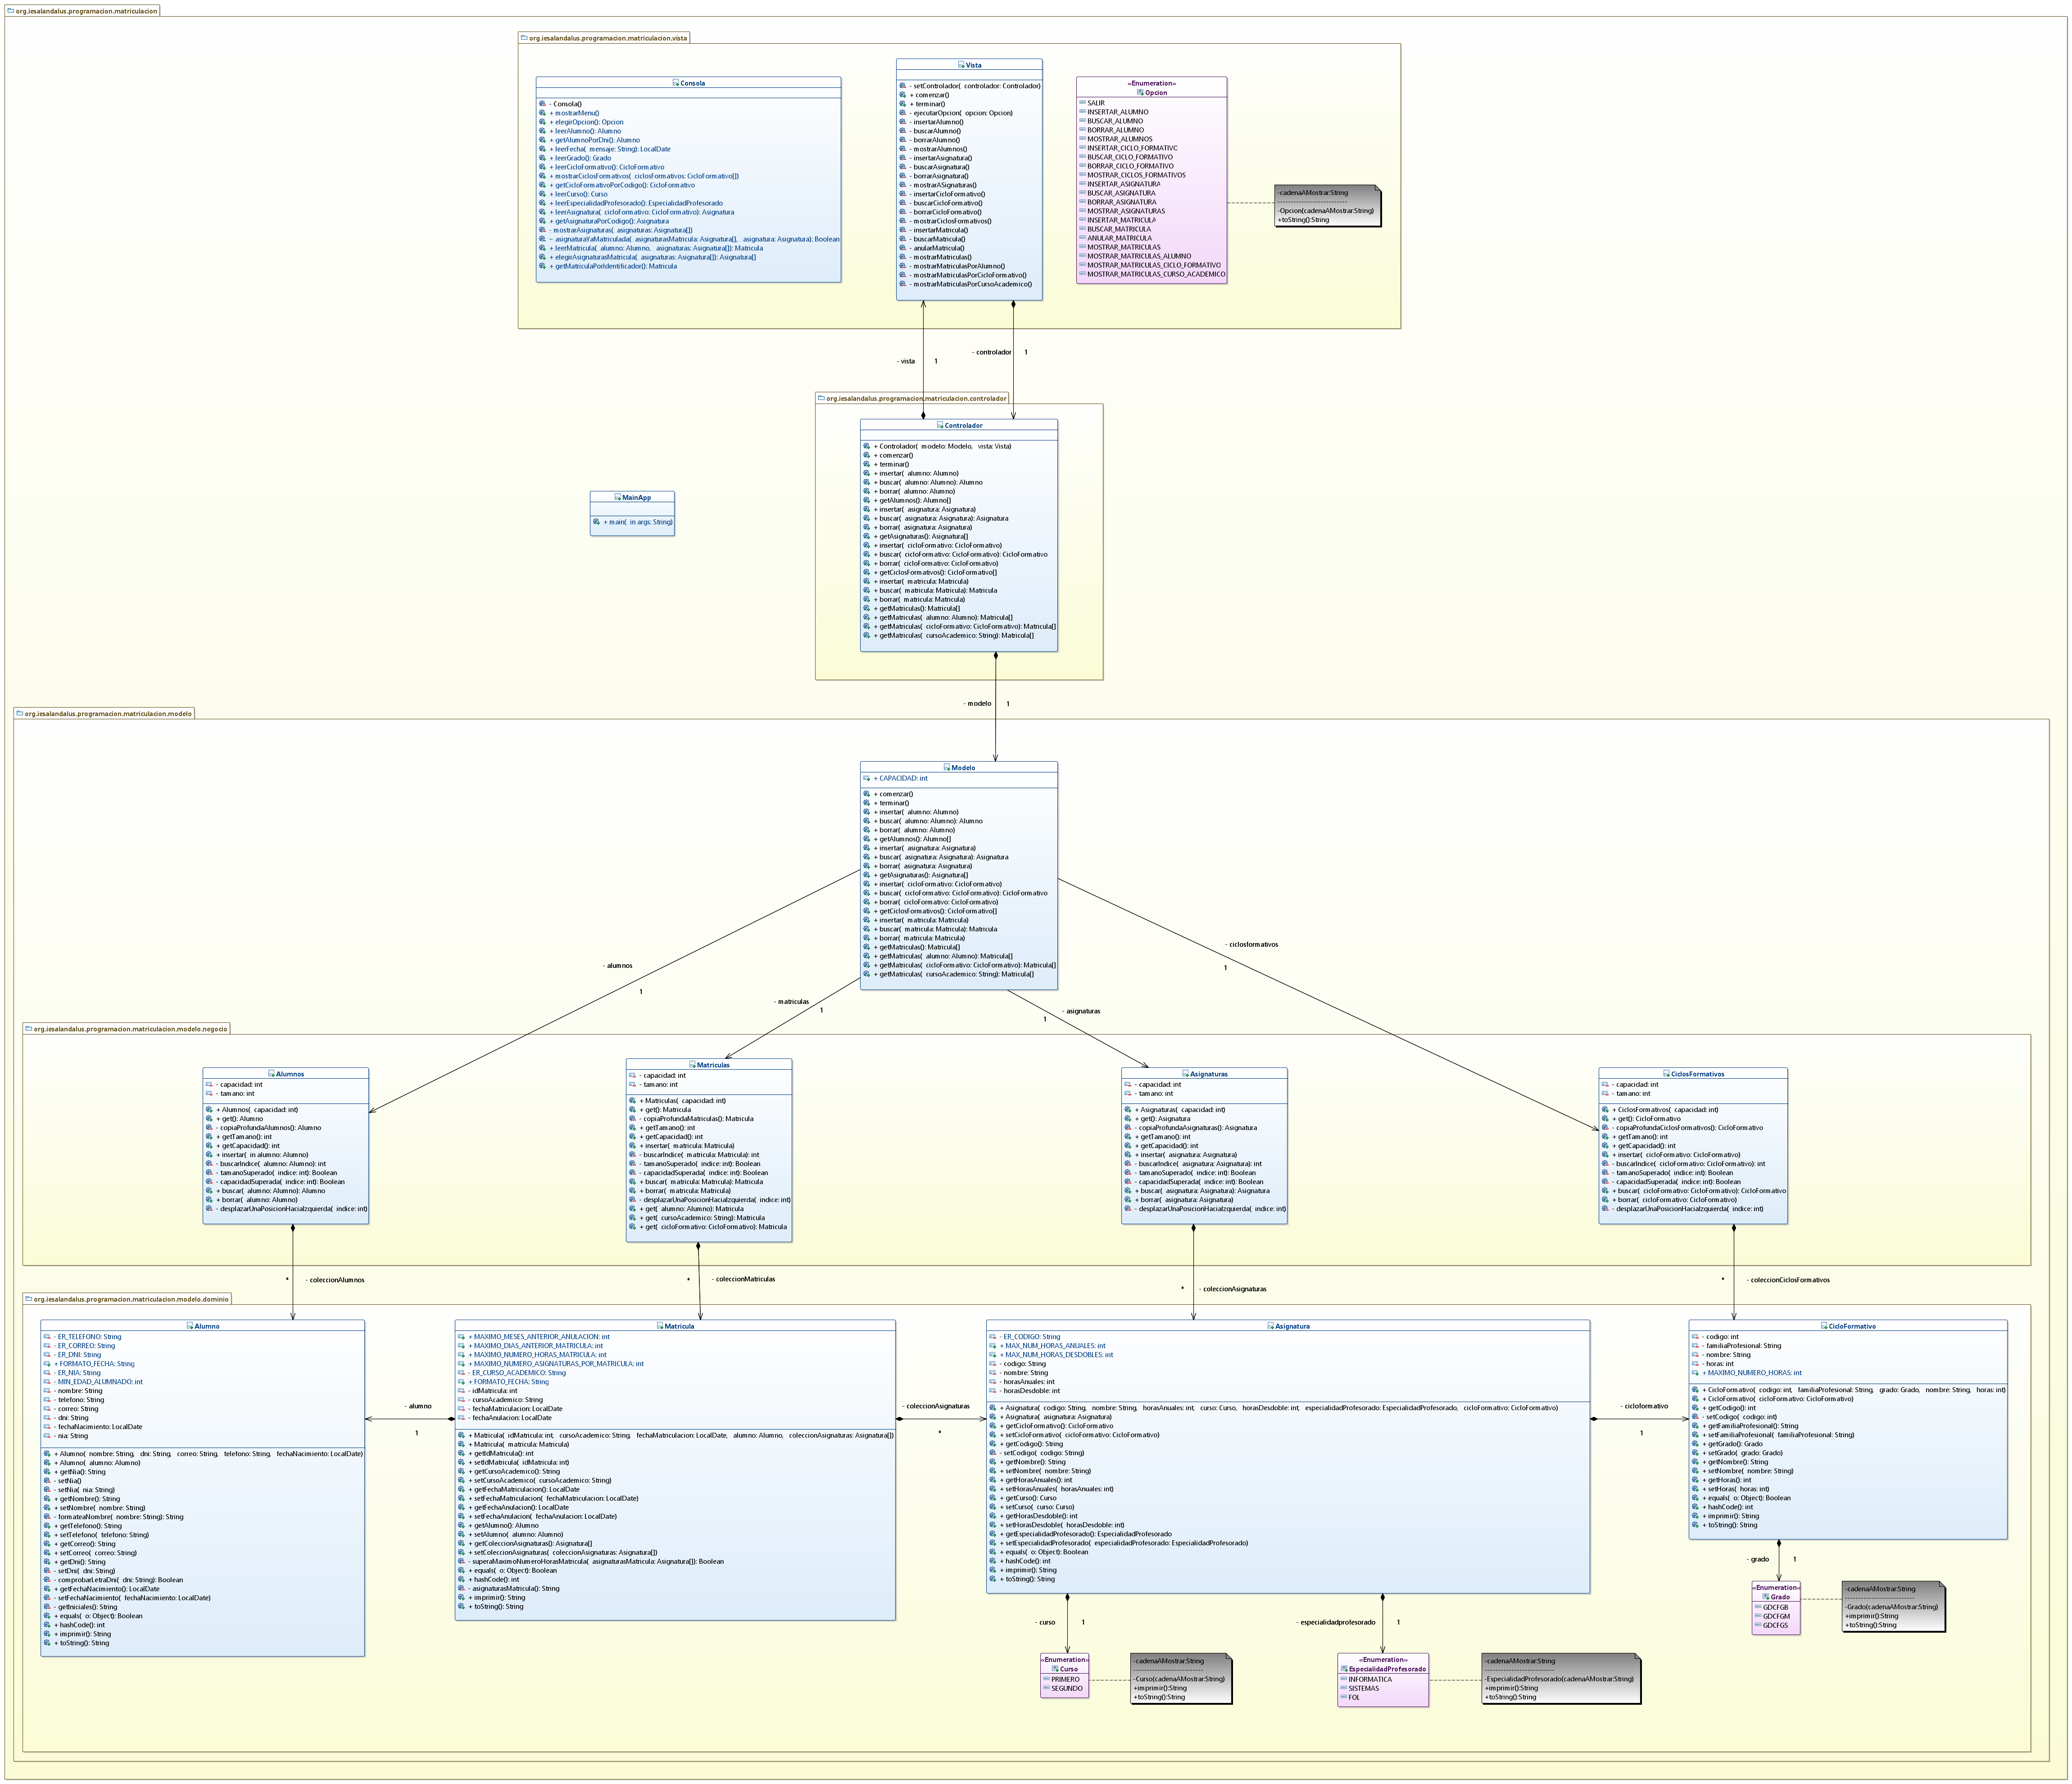 org.iesalandalus.programacion.matriculacion
org.iesalandalus.programacion.matriculacion.vista
Consola
- Consola()
+ mostrarMenu()
+ elegirOpcion(): Opcion
+ leerAlumno(): Alumno
+ getAlumnoPorDni(): Alumno
+ leerFecha( mensaje: String): LocalDate
+ leerGrado(): Grado
+ leerCicloFormativo(): CicloFormativo
+ mostrarCiclosFormativos( ciclosFormativos: CicloFormativo[])
+ getCicloFormativoPorCodigo(): CicloFormativo
+ leerCurso(): Curso
+ leerEspecialidadProfesorado(): EspecialidadProfesorado
+ leerAsignatura( cicloFormativo: CicloFormativo): Asignatura
+ getAsignaturaPorCodigo(): Asignatura
- mostrarAsignaturas( asignaturas: Asignatura[])
- asignaturaYaMatriculada( asignaturasMatricula: Asignatura[], asignatura: Asignatura): Boolean
+ leerMatricula( alumno: Alumno, asignaturas: Asignatura[]): Matricula
+ elegirAsignaturasMatricula( asignaturas: Asignatura[]): Asignatura[]
+ getMatriculaPorIdentificador(): Matricula
Vista
- setControlador( controlador: Controlador)
+ comenzar()
+ terminar()
- ejecutarOpcion( opcion: Opcion)
- insertarAlumno()
- buscarAlumno()
- borrarAlumno()
- mostrarAlumnos()
- insertarAsignatura()
- buscarAsignatura()
- borrarAsignatura()
- mostrarASignaturas()
- insertarCicloFormativo()
- buscarCicloFormativo()
- borrarCicloFormativo()
- mostrarCiclosFormativos()
- insertarMatricula()
- buscarMatricula()
- anularMatricula()
- mostrarMatriculas()
- mostrarMatriculasPorAlumno()
- mostrarMatriculasPorCicloFormativo()
- mostrarMatriculasPorCursoAcademico()
«Enumeration»
Opcion
SALIR
INSERTAR_ALUMNO
BUSCAR_ALUMNO
BORRAR_ALUMNO
MOSTRAR_ALUMNOS
INSERTAR_CICLO_FORMATIVO
BUSCAR_CICLO_FORMATIVO
BORRAR_CICLO_FORMATIVO
MOSTRAR_CICLOS_FORMATIVOS
INSERTAR_ASIGNATURA
BUSCAR_ASIGNATURA
BORRAR_ASIGNATURA
MOSTRAR_ASIGNATURAS
INSERTAR_MATRICULA
BUSCAR_MATRICULA
ANULAR_MATRICULA
MOSTRAR_MATRICULAS
MOSTRAR_MATRICULAS_ALUMNO
MOSTRAR_MATRICULAS_CICLO_FORMATIVO
MOSTRAR_MATRICULAS_CURSO_ACADEMICO
-cadenaAMostrar:String
----------------------------
-Opcion(cadenaAMostrar:String)
+toString():String
- vista 1
- controlador 1
org.iesalandalus.programacion.matriculacion.controlador
Controlador
+ Controlador( modelo: Modelo, vista: Vista)
+ comenzar()
+ terminar()
+ insertar( alumno: Alumno)
+ buscar( alumno: Alumno): Alumno
+ borrar( alumno: Alumno)
+ getAlumnos(): Alumno[]
+ insertar( asignatura: Asignatura)
+ buscar( asignatura: Asignatura): Asignatura
+ borrar( asignatura: Asignatura)
+ getAsignaturas(): Asignatura[]
+ insertar( cicloFormativo: CicloFormativo)
+ buscar( cicloFormativo: CicloFormativo): CicloFormativo
+ borrar( cicloFormativo: CicloFormativo)
+ getCiclosFormativos(): CicloFormativo[]
+ insertar( matricula: Matricula)
+ buscar( matricula: Matricula): Matricula
+ borrar( matricula: Matricula)
+ getMatriculas(): Matricula[]
+ getMatriculas( alumno: Alumno): Matricula[]
+ getMatriculas( cicloFormativo: CicloFormativo): Matricula[]
+ getMatriculas( cursoAcademico: String): Matricula[]
MainApp
+ main( in args: String)
- modelo 1
org.iesalandalus.programacion.matriculacion.modelo
Modelo
+ CAPACIDAD: int
+ comenzar()
+ terminar()
+ insertar( alumno: Alumno)
+ buscar( alumno: Alumno): Alumno
+ borrar( alumno: Alumno)
+ getAlumnos(): Alumno[]
+ insertar( asignatura: Asignatura)
+ buscar( asignatura: Asignatura): Asignatura
+ borrar( asignatura: Asignatura)
+ getAsignaturas(): Asignatura[]
+ insertar( cicloFormativo: CicloFormativo)
+ buscar( cicloFormativo: CicloFormativo): CicloFormativo
+ borrar( cicloFormativo: CicloFormativo)
+ getCiclosFormativos(): CicloFormativo[]
+ insertar( matricula: Matricula)
+ buscar( matricula: Matricula): Matricula
+ borrar( matricula: Matricula)
+ getMatriculas(): Matricula[]
+ getMatriculas( alumno: Alumno): Matricula[]
+ getMatriculas( cicloFormativo: CicloFormativo): Matricula[]
+ getMatriculas( cursoAcademico: String): Matricula[]
- alumnos
1
- matriculas
1
- asignaturas
1
- ciclosformativos
1
org.iesalandalus.programacion.matriculacion.modelo.negocio
Alumnos
- capacidad: int
- tamano: int
+ Alumnos( capacidad: int)
+ get(): Alumno
- copiaProfundaAlumnos(): Alumno
+ getTamano(): int
+ getCapacidad(): int
+ insertar( in alumno: Alumno)
- buscarIndice( alumno: Alumno): int
- tamanoSuperado( indice: int): Boolean
- capacidadSuperada( indice: int): Boolean
+ buscar( alumno: Alumno): Alumno
+ borrar( alumno: Alumno)
- desplazarUnaPosicionHaciaIzquierda( indice: int)
Matriculas
- capacidad: int
- tamano: int
+ Matriculas( capacidad: int)
+ get(): Matricula
- copiaProfundaMatriculas(): Matricula
+ getTamano(): int
+ getCapacidad(): int
+ insertar( matricula: Matricula)
- buscarIndice( matricula: Matricula): int
- tamanoSuperado( indice: int): Boolean
- capacidadSuperada( indice: int): Boolean
+ buscar( matricula: Matricula): Matricula
+ borrar( matricula: Matricula)
- desplazarUnaPosicionHaciaIzquierda( indice: int)
+ get( alumno: Alumno): Matricula
+ get( cursoAcademico: String): Matricula
+ get( cicloFormativo: CicloFormativo): Matricula
Asignaturas
- capacidad: int
- tamano: int
+ Asignaturas( capacidad: int)
+ get(): Asignatura
- copiaProfundaAsignaturas(): Asignatura
+ getTamano(): int
+ getCapacidad(): int
+ insertar( asignatura: Asignatura)
- buscarIndice( asignatura: Asignatura): int
- tamanoSuperado( indice: int): Boolean
- capacidadSuperada( indice: int): Boolean
+ buscar( asignatura: Asignatura): Asignatura
+ borrar( asignatura: Asignatura)
- desplazarUnaPosicionHaciaIzquierda( indice: int)
CiclosFormativos
- capacidad: int
- tamano: int
+ CiclosFormativos( capacidad: int)
+ get(): CicloFormativo
- copiaProfundaCiclosFormativos(): CicloFormativo
+ getTamano(): int
+ getCapacidad(): int
+ insertar( cicloFormativo: CicloFormativo)
- buscarIndice( cicloFormativo: CicloFormativo): int
- tamanoSuperado( indice: int): Boolean
- capacidadSuperada( indice: int): Boolean
+ buscar( cicloFormativo: CicloFormativo): CicloFormativo
+ borrar( cicloFormativo: CicloFormativo)
- desplazarUnaPosicionHaciaIzquierda( indice: int)
* - coleccionAlumnos
* - coleccionMatriculas
* - coleccionAsignaturas
* - coleccionCiclosFormativos
org.iesalandalus.programacion.matriculacion.modelo.dominio
Alumno
- ER_TELEFONO: String
- ER_CORREO: String
- ER_DNI: String
+ FORMATO_FECHA: String
- ER_NIA: String
- MIN_EDAD_ALUMNADO: int
- nombre: String
- telefono: String
- correo: String
- dni: String
- fechaNacimiento: LocalDate
- nia: String
+ Alumno( nombre: String, dni: String, correo: String, telefono: String, fechaNacimiento: LocalDate)
+ Alumno( alumno: Alumno)
+ getNia(): String
- setNia()
- setNia( nia: String)
+ getNombre(): String
+ setNombre( nombre: String)
- formateaNombre( nombre: String): String
+ getTelefono(): String
+ setTelefono( telefono: String)
+ getCorreo(): String
+ setCorreo( correo: String)
+ getDni(): String
- setDni( dni: String)
- comprobarLetraDni( dni: String): Boolean
+ getFechaNacimiento(): LocalDate
- setFechaNacimiento( fechaNacimiento: LocalDate)
- getIniciales(): String
+ equals( o: Object): Boolean
+ hashCode(): int
+ imprimir(): String
+ toString(): String
- alumno
1
Matricula
+ MAXIMO_MESES_ANTERIOR_ANULACION: int
+ MAXIMO_DIAS_ANTERIOR_MATRICULA: int
+ MAXIMO_NUMERO_HORAS_MATRICULA: int
+ MAXIMO_NUMERO_ASIGNATURAS_POR_MATRICULA: int
- ER_CURSO_ACADEMICO: String
+ FORMATO_FECHA: String
- idMatricula: int
- cursoAcademico: String
- fechaMatriculacion: LocalDate
- fechaAnulacion: LocalDate
+ Matricula( idMatricula: int, cursoAcademico: String, fechaMatriculacion: LocalDate, alumno: Alumno, coleccionAsignaturas: Asignatura[])
+ Matricula( matricula: Matricula)
+ getIdMatricula(): int
+ setIdMatricula( idMatricula: int)
+ getCursoAcademico(): String
+ setCursoAcademico( cursoAcademico: String)
+ getFechaMatriculacion(): LocalDate
+ setFechaMatriculacion( fechaMatriculacion: LocalDate)
+ getFechaAnulacion(): LocalDate
+ setFechaAnulacion( fechaAnulacion: LocalDate)
+ getAlumno(): Alumno
+ setAlumno( alumno: Alumno)
+ getColeccionAsignaturas(): Asignatura[]
+ setColeccionAsignaturas( coleccionAsignaturas: Asignatura[])
- superaMaximoNumeroHorasMatricula( asignaturasMatricula: Asignatura[]): Boolean
+ equals( o: Object): Boolean
+ hashCode(): int
- asignaturasMatricula(): String
+ imprimir(): String
+ toString(): String
- coleccionAsignaturas
*
Asignatura
- ER_CODIGO: String
+ MAX_NUM_HORAS_ANUALES: int
+ MAX_NUM_HORAS_DESDOBLES: int
- codigo: String
- nombre: String
- horasAnuales: int
- horasDesdoble: int
+ Asignatura( codigo: String, nombre: String, horasAnuales: int, curso: Curso, horasDesdoble: int, especialidadProfesorado: EspecialidadProfesorado, cicloFormativo: CicloFormativo)
+ Asignatura( asignatura: Asignatura)
+ getCicloFormativo(): CicloFormativo
+ setCicloFormativo( cicloFormativo: CicloFormativo)
+ getCodigo(): String
- setCodigo( codigo: String)
+ getNombre(): String
+ setNombre( nombre: String)
+ getHorasAnuales(): int
+ setHorasAnuales( horasAnuales: int)
+ getCurso(): Curso
+ setCurso( curso: Curso)
+ getHorasDesdoble(): int
+ setHorasDesdoble( horasDesdoble: int)
+ getEspecialidadProfesorado(): EspecialidadProfesorado
+ setEspecialidadProfesorado( especialidadProfesorado: EspecialidadProfesorado)
+ equals( o: Object): Boolean
+ hashCode(): int
+ imprimir(): String
+ toString(): String
- cicloformativo
1
CicloFormativo
- codigo: int
- familiaProfesional: String
- nombre: String
- horas: int
+ MAXIMO_NUMERO_HORAS: int
+ CicloFormativo( codigo: int, familiaProfesional: String, grado: Grado, nombre: String, horas: int)
+ CicloFormativo( cicloFormativo: CicloFormativo)
+ getCodigo(): int
- setCodigo( codigo: int)
+ getFamiliaProfesional(): String
+ setFamiliaProfesional( familiaProfesional: String)
+ getGrado(): Grado
+ setGrado( grado: Grado)
+ getNombre(): String
+ setNombre( nombre: String)
+ getHoras(): int
+ setHoras( horas: int)
+ equals( o: Object): Boolean
+ hashCode(): int
+ imprimir(): String
+ toString(): String
- grado 1
«Enumeration»
Grado
GDCFGB
GDCFGM
GDCFGS
-cadenaAMostrar:String
----------------------------
-Grado(cadenaAMostrar:String)
+imprimir():String
+toString():String
- curso 1
«Enumeration»
Curso
PRIMERO
SEGUNDO
-cadenaAMostrar:String
----------------------------
-Curso(cadenaAMostrar:String)
+imprimir():String
+toString():String
- especialidadprofesorado 1
«Enumeration»
EspecialidadProfesorado
INFORMATICA
SISTEMAS
FOL
-cadenaAMostrar:String
----------------------------
-EspecialidadProfesorado(cadenaAMostrar:String)
+imprimir():String
+toString():String